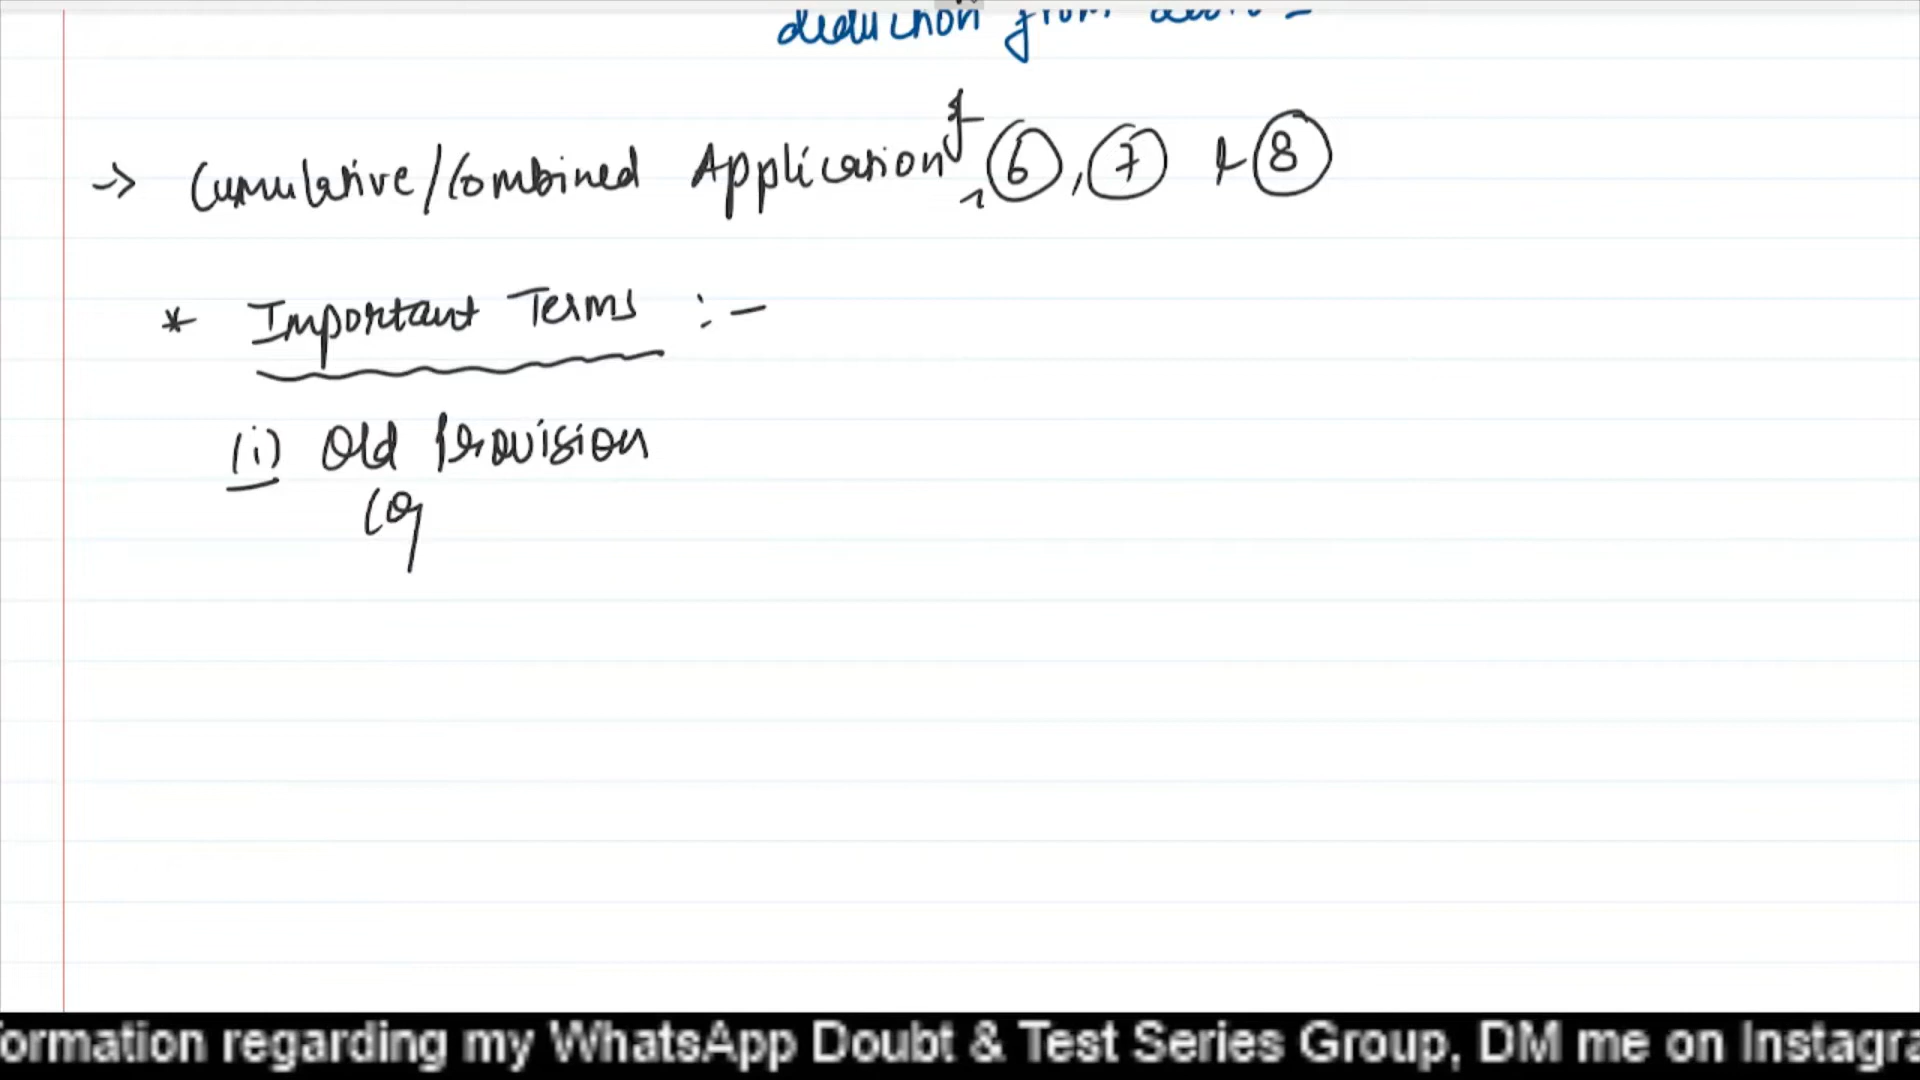 deduction from
→ Cumulative/Combined Application of 6, 7 & 8
* Important Terms :-
(i) Old Provision
ormation regarding my WhatsApp Doubt & Test Series Group, DM me on Instagra